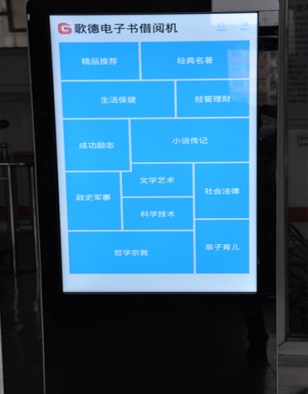 G 歌德电子书借阅机
精品推荐
经典名著
生活保健
经管理财
成功励志
小说传记
政史军事
文学艺术
科学技术
社会法律
哲学宗教
亲子育儿